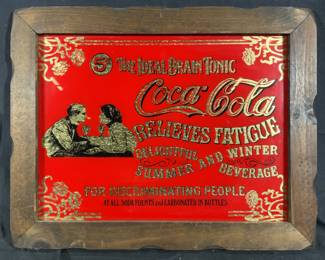 5¢ THE IDEAL BRAIN TONIC
Coca-Cola
RELIEVES FATIGUE
DELIGHTFUL
SUMMER AND WINTER
BEVERAGE
FOR DISCRIMINATING PEOPLE
AT ALL SODA FOUNTS and CARBONATED IN BOTTLES